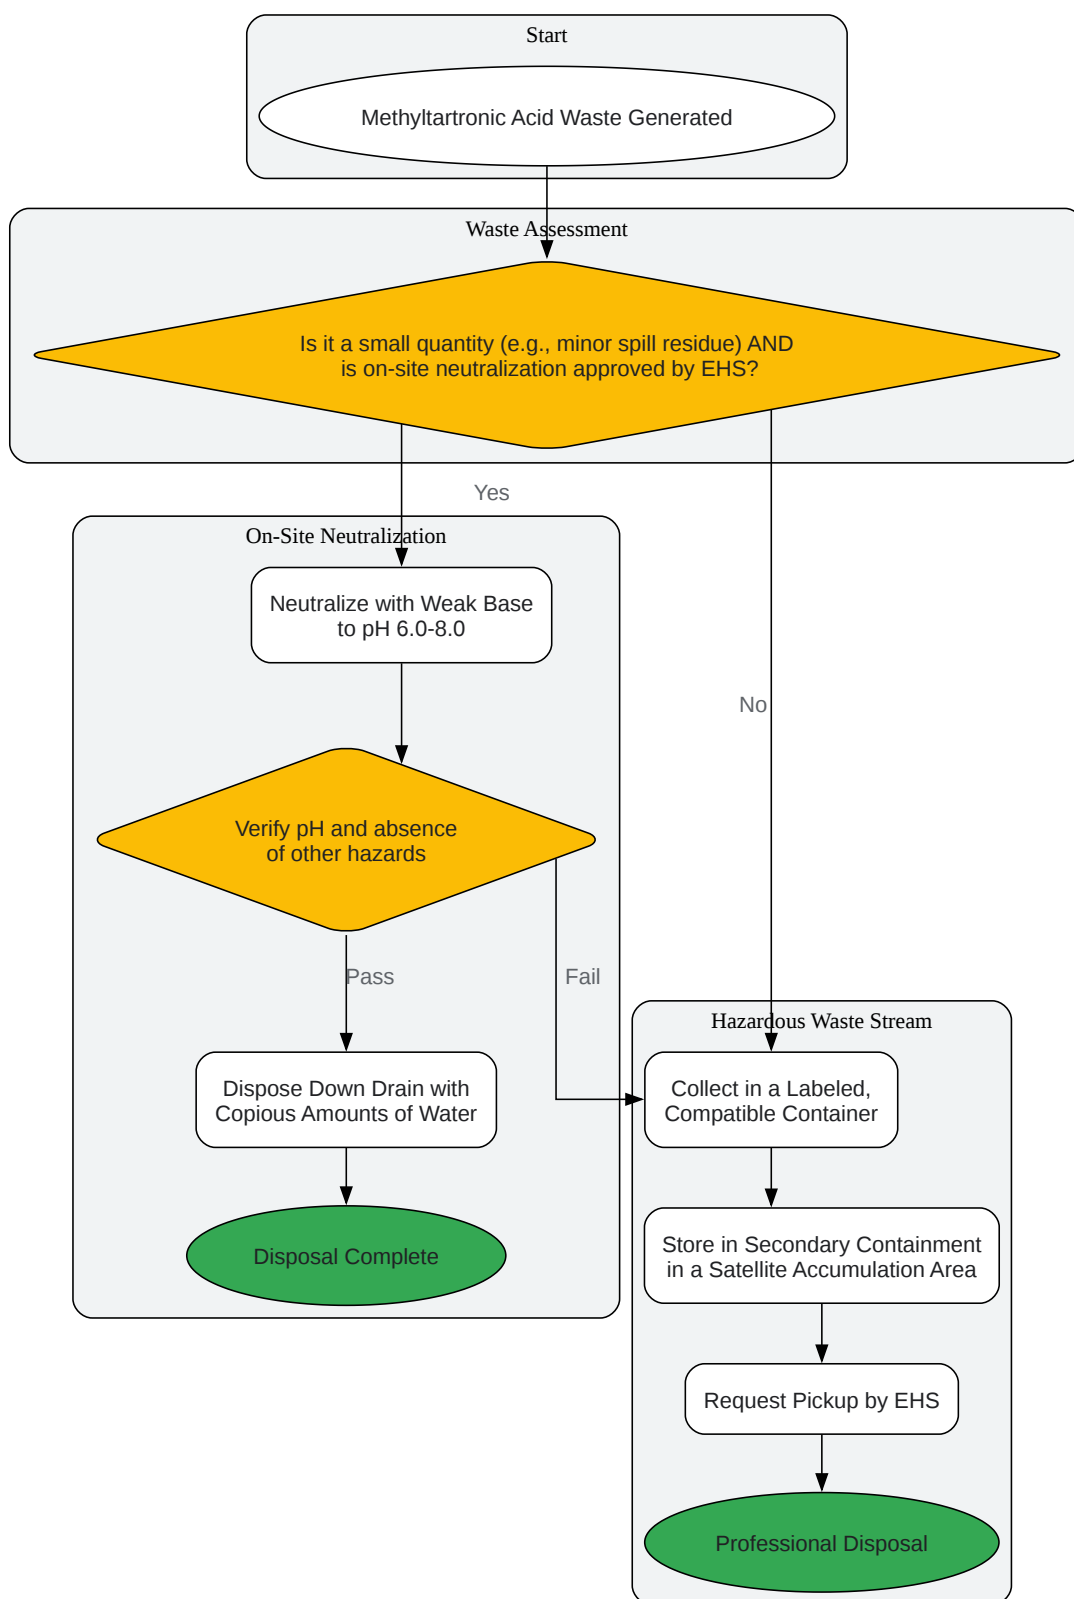 Start
Methyltartronic Acid Waste Generated
Waste Assessment
Is it a small quantity (e.g., minor spill residue) AND
is on-site neutralization approved by EHS?
Yes
On-Site Neutralization
Neutralize with Weak Base
to pH 6.0-8.0
No
Verify pH and absence
of other hazards
Pass
Fail
Hazardous Waste Stream
Dispose Down Drain with
Copious Amounts of Water
Collect in a Labeled,
Compatible Container
Disposal Complete
Store in Secondary Containment
in a Satellite Accumulation Area
Request Pickup by EHS
Professional Disposal